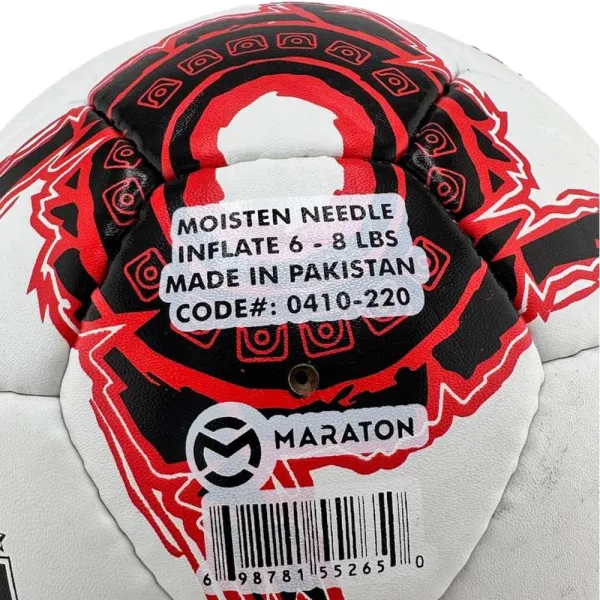 MOISTEN NEEDLE
INFLATE 6 - 8 LBS
MADE IN PAKISTAN
CODE#: 0410-220
MARATON
6 98781 55265 0